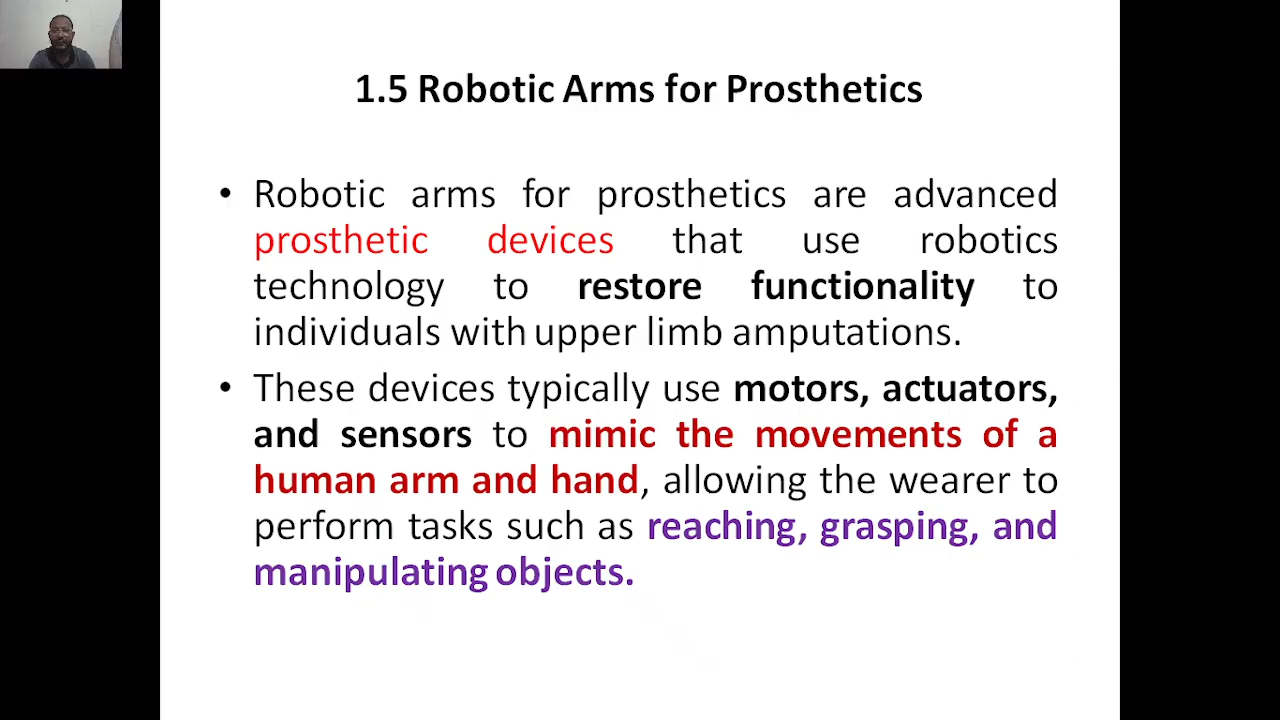 1.5 Robotic Arms for Prosthetics
• Robotic arms for prosthetics are advanced
prosthetic devices that use robotics
technology to restore functionality to
individuals with upper limb amputations.
• These devices typically use motors, actuators,
and sensors to mimic the movements of a
human arm and hand, allowing the wearer to
perform tasks such as reaching, grasping, and
manipulating objects.